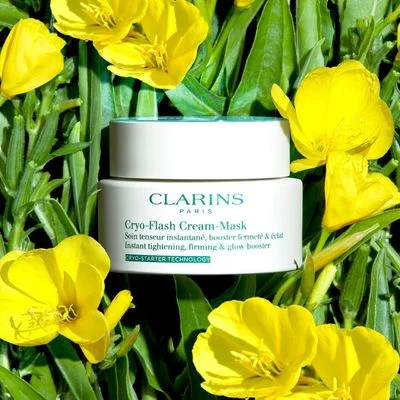 CLARINS
PARIS
Cryo-Flash Cream-Mask
Soin tenseur instantané, booster fermeté & éclat
Instant tightening, firming & glow booster
CRYO-STARTER TECHNOLOGY